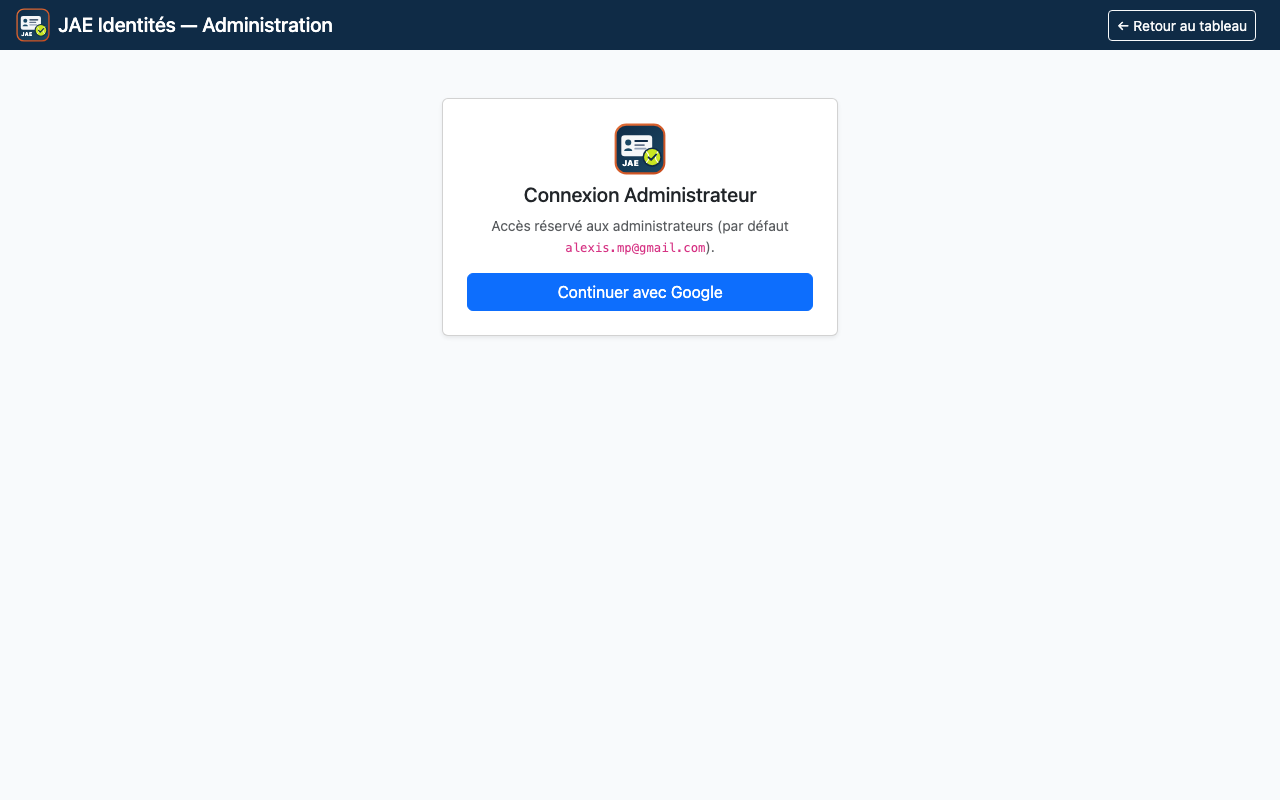 JAE
JAE Identités — Administration
← Retour au tableau
JAE
Connexion Administrateur
Accès réservé aux administrateurs (par défaut
alexis.mp@gmail.com).
Continuer avec Google